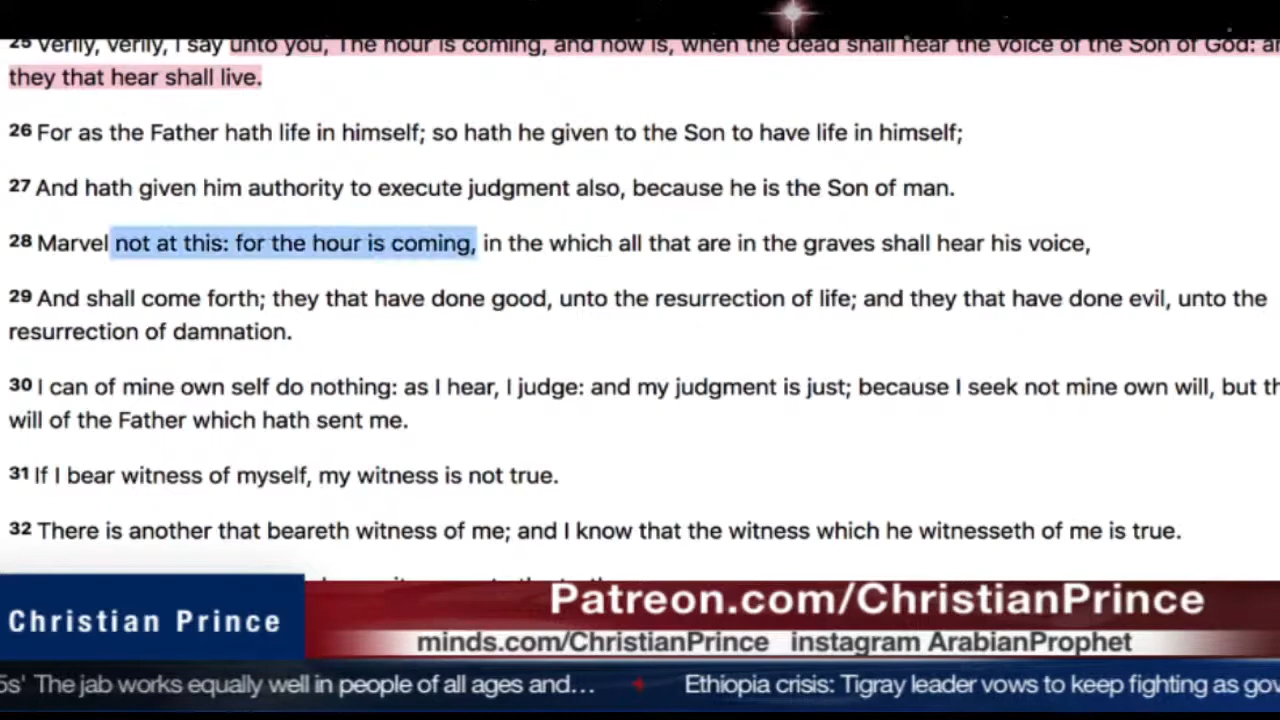 25 Verily, verily, I say unto you, The hour is coming, and now is, when the dead shall hear the voice of the Son of God:
they that hear shall live.
26 For as the Father hath life in himself; so hath he given to the Son to have life in himself;
27 And hath given him authority to execute judgment also, because he is the Son of man.
28 Marvel not at this: for the hour is coming, in the which all that are in the graves shall hear his voice,
29 And shall come forth; they that have done good, unto the resurrection of life; and they that have done evil, unto the
resurrection of damnation.
30 I can of mine own self do nothing: as I hear, I judge: and my judgment is just; because I seek not mine own will, but th
will of the Father which hath sent me.
31 If I bear witness of myself, my witness is not true.
32 There is another that beareth witness of me; and I know that the witness which he witnesseth of me is true.
Christian Prince
Patreon.com/ChristianPrince
minds.com/ChristianPrince instagram ArabianProphet
5s' The jab works equally well in people of all ages and... Ethiopia crisis: Tigray leader vows to keep fighting as gov